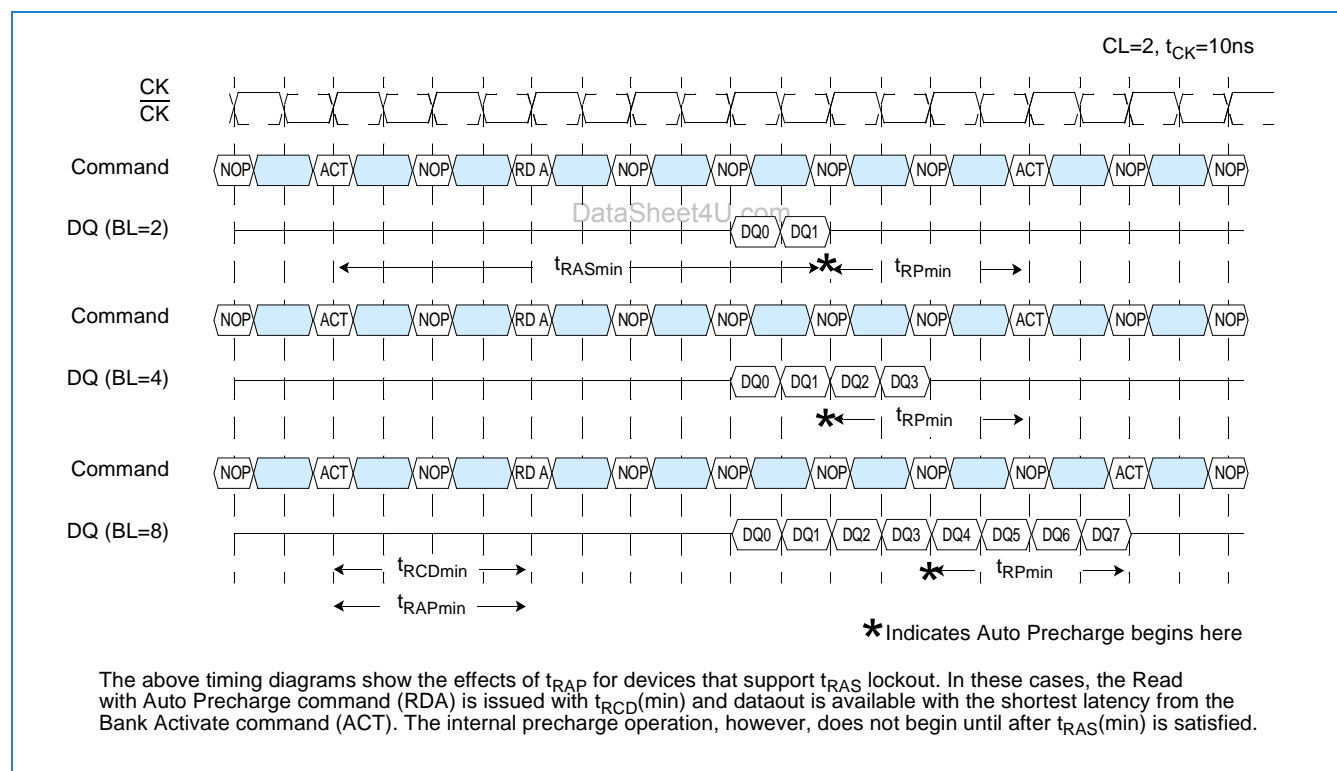 CL=2, tCK=10ns
CK
CK
Command NOP ACT NOP RD A NOP NOP NOP NOP ACT NOP NOP
DataSheet4U.com
DQ (BL=2) DQ0 DQ1
tRASmin * tRPmin
Command NOP ACT NOP RD A NOP NOP NOP NOP ACT NOP NOP
DQ (BL=4) DQ0 DQ1 DQ2 DQ3
* tRPmin
Command NOP ACT NOP RD A NOP NOP NOP NOP NOP ACT NOP
DQ (BL=8) DQ0 DQ1 DQ2 DQ3 DQ4 DQ5 DQ6 DQ7
tRCDmin * tRPmin
tRAPmin
* Indicates Auto Precharge begins here
The above timing diagrams show the effects of tRAP for devices that support tRAS lockout. In these cases, the Read
with Auto Precharge command (RDA) is issued with tRCD(min) and dataout is available with the shortest latency from the
Bank Activate command (ACT). The internal precharge operation, however, does not begin until after tRAS(min) is satisfied.